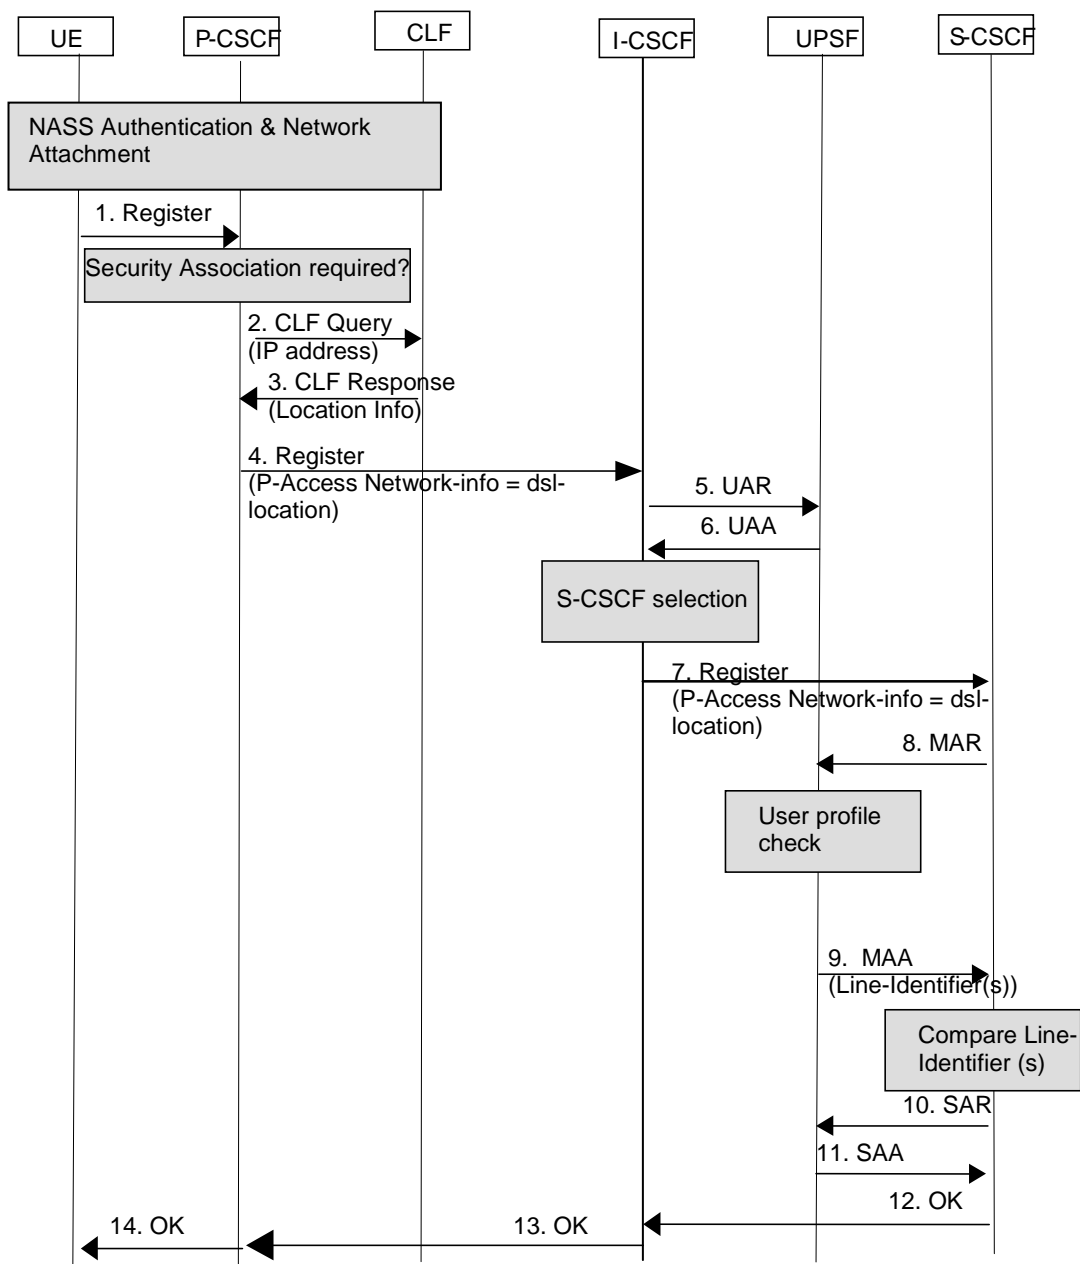 UE
P-CSCF
CLF
I-CSCF
UPSF
S-CSCF
NASS Authentication & Network
Attachment
1. Register
Security Association required?
2. CLF Query
(IP address)
3. CLF Response
(Location Info)
4. Register
(P-Access Network-info = dsl-
location)
5. UAR
6. UAA
S-CSCF selection
7. Register
(P-Access Network-info = dsl-
location)
8. MAR
User profile
check
9. MAA
(Line-Identifier(s))
Compare Line-
Identifier (s)
10. SAR
11. SAA
12. OK
13. OK
14. OK